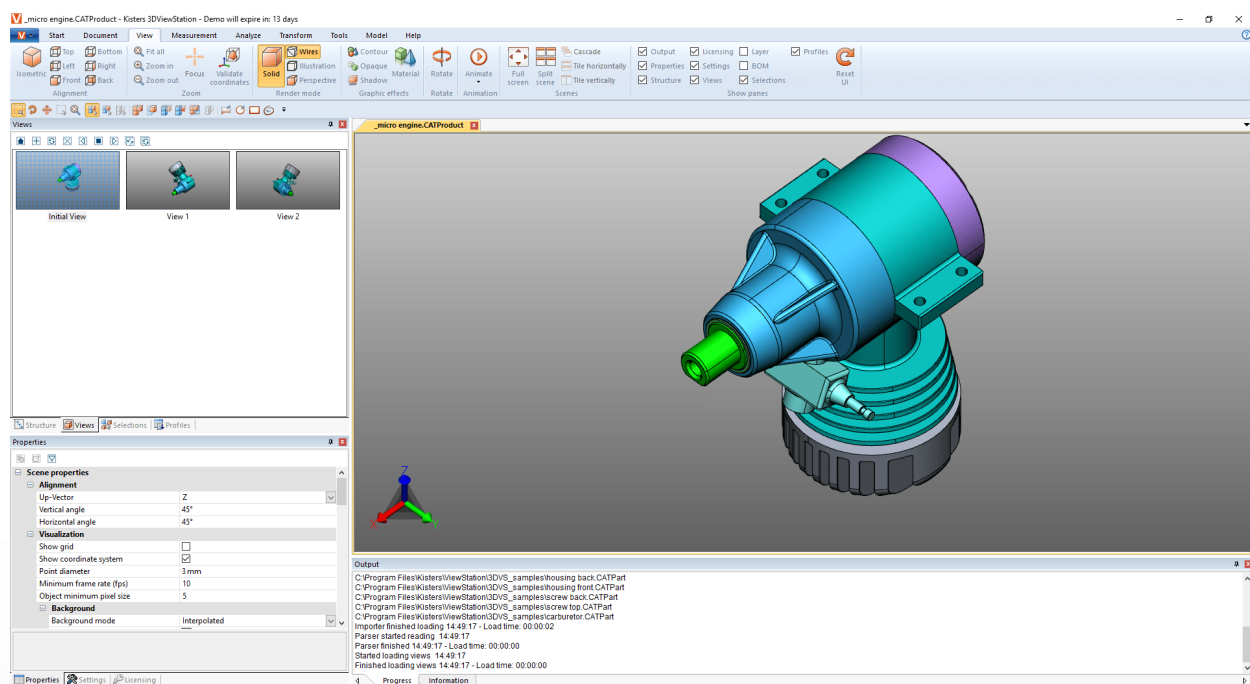 _micro engine.CATProduct - Kisters 3DViewStation - Demo will expire in: 13 days
Start Document View Measurement Analyze Transform Tools Model Help
Isometric
Top Bottom
Left Right
Front Back
Alignment
Fit all
Zoom in
Zoom out
Focus
Validate coordinates
Zoom
Solid
Wires
Illustration
Perspective
Render mode
Contour
Opaque
Shadow
Material
Graphic effects
Rotate
Rotate
Animate
Animation
Full screen
Split scene
Cascade
Tile horizontally
Tile vertically
Scenes
Output Licensing Layer Profiles
Properties Settings BOM
Structure Views Selections
Show panes
Reset UI
Views
Initial View View 1 View 2
Structure Views Selections Profiles
Properties
Scene properties
Alignment
Up-Vector Z
Vertical angle 45°
Horizontal angle 45°
Visualization
Show grid
Show coordinate system
Point diameter 3 mm
Minimum frame rate (fps) 10
Object minimum pixel size 5
Background
Background mode Interpolated
Properties Settings Licensing
_micro engine.CATProduct
Z
X
Y
Output
C:\Program Files\Kisters\ViewStation\3DVS_samples\housing back.CATPart
C:\Program Files\Kisters\ViewStation\3DVS_samples\housing front.CATPart
C:\Program Files\Kisters\ViewStation\3DVS_samples\screw back.CATPart
C:\Program Files\Kisters\ViewStation\3DVS_samples\screw top.CATPart
C:\Program Files\Kisters\ViewStation\3DVS_samples\carburetor.CATPart
Importer finished loading 14:49:17 - Load time: 00:00:02
Parser started reading 14:49:17
Parser finished 14:49:17 - Load time: 00:00:00
Started loading views 14:49:17
Finished loading views 14:49:17 - Load time: 00:00:00
Progress Information